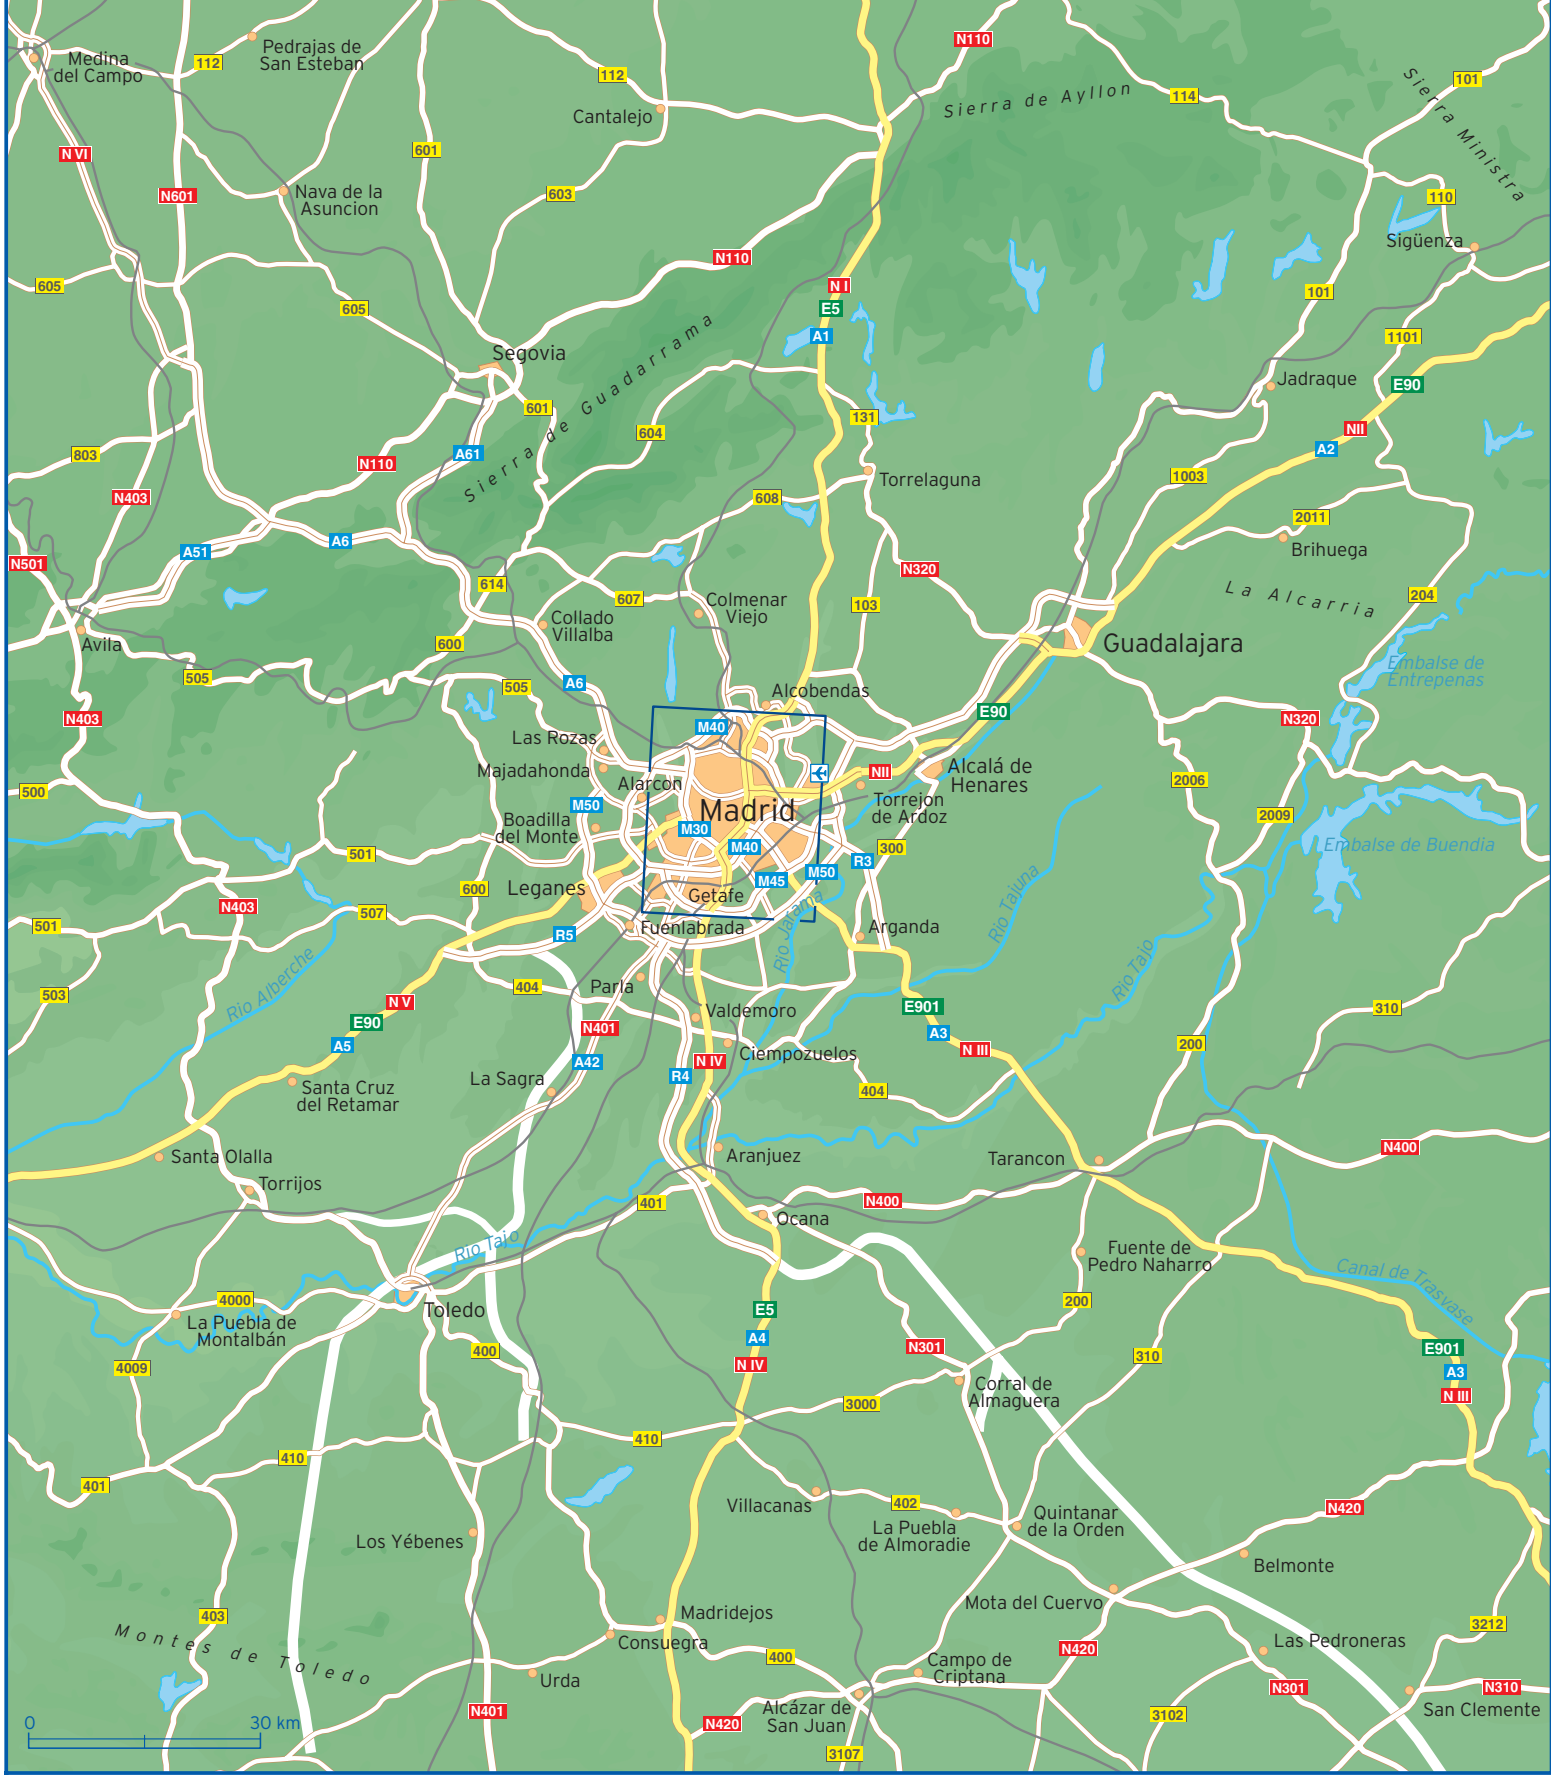 N110
Pedrajas de
San Esteban
Medina
del Campo
112
112
101
Sierra de Ayllon
114
Sierra Ministra
Cantalejo
601
N VI
N601
Nava de la
Asuncion
603
110
Sigüenza
N110
605
605
N I
E5
A1
101
1101
Segovia
Sierra de Guadarrama
Jadraque
E90
601
604
131
NII
A2
803
N110
A61
Torrelaguna
1003
N403
608
2011
Brihuega
A51
A6
N501
N320
614
607
103
La Alcarria
204
Colmenar
Viejo
Collado
Villalba
600
Avila
Guadalajara
505
505
A6
Embalse de
Entrepenas
Alcobendas
N403
M40
E90
N320
Las Rozas
Majadahonda
NII
Alcalá de
Henares
Alarcon
500
2006
M50
Madrid
Torrejon
de Ardoz
2009
Boadilla
del Monte
M30
M40
300
Embalse de Buendia
501
R3
M45
M50
Leganes
600
Getafe
N403
507
Rio Jarama
Rio Tajuna
501
Fuenlabrada
Arganda
R5
Rio Alberche
Rio Tajo
503
404
Parla
N V
E901
310
Valdemoro
E90
N401
A3
A5
A42
N IV
Ciempozuelos
N III
200
R4
La Sagra
Santa Cruz
del Retamar
404
Santa Olalla
Aranjuez
Tarancon
N400
Torrijos
401
N400
Ocana
Rio Tajo
Fuente de
Pedro Naharro
Canal de Trasvase
4000
Toledo
E5
200
La Puebla de
Montalbán
A4
N301
E901
400
N IV
310
4009
A3
Corral de
Almaguera
N III
3000
410
410
401
Villacanas
402
N420
Quintanar
de la Orden
La Puebla
de Almoradie
Los Yébenes
Belmonte
Mota del Cuervo
403
Madridejos
3212
Montes de Toledo
Consuegra
N420
Las Pedroneras
400
Campo de
Criptana
Urda
N301
N310
N401
Alcázar de
San Juan
San Clemente
N420
3102
0
30 km
3107